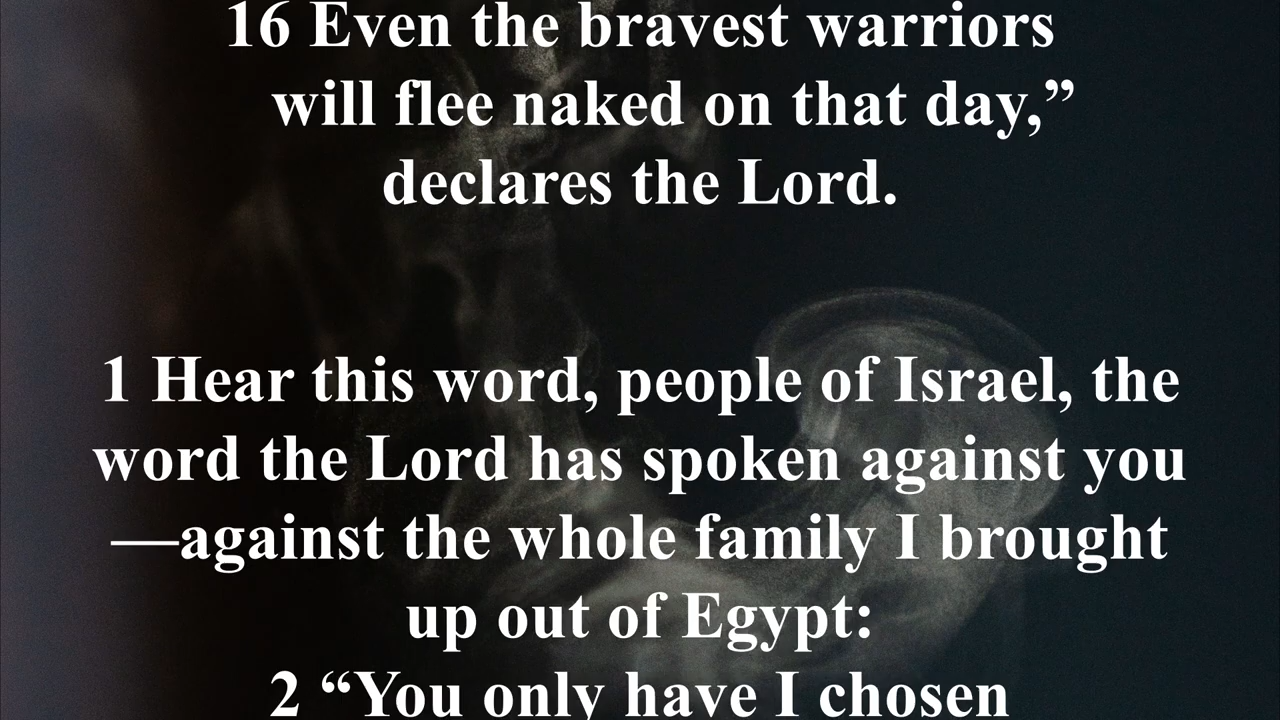 16 Even the bravest warriors
will flee naked on that day,”
declares the Lord.
1 Hear this word, people of Israel, the
word the Lord has spoken against you
—against the whole family I brought
up out of Egypt:
2 “You only have I chosen